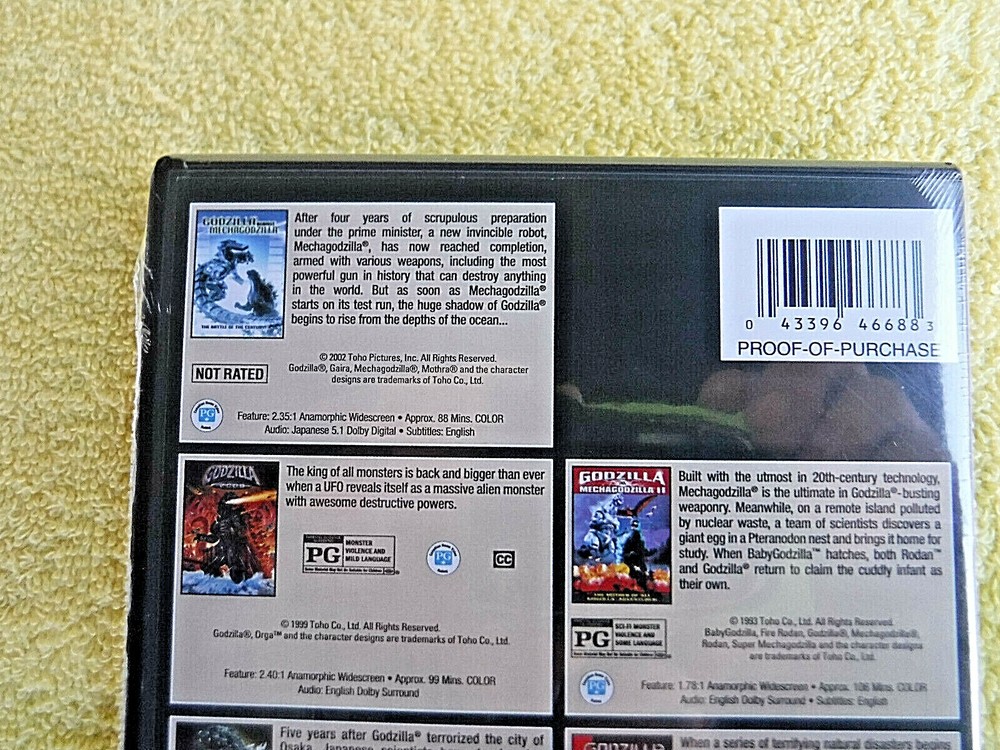 GODZILLA
MECHAGODZILLA
THE BATTLE OF THE CENTURY!
After four years of scrupulous preparation
under the prime minister, a new invincible robot,
Mechagodzilla®, has now reached completion,
armed with various weapons, including the most
powerful gun in history that can destroy anything
in the world. But as soon as Mechagodzilla®
starts on its test run, the huge shadow of Godzilla®
begins to rise from the depths of the ocean...
© 2002 Toho Pictures, Inc. All Rights Reserved.
NOT RATED
Godzilla®, Gaira, Mechagodzilla®, Mothra® and the character
designs are trademarks of Toho Co., Ltd.
PG
Feature: 2.35:1 Anamorphic Widescreen • Approx. 88 Mins. COLOR
Audio: Japanese 5.1 Dolby Digital • Subtitles: English
0 43396 46688 3
PROOF-OF-PURCHASE
GODZILLA
2000
The king of all monsters is back and bigger than ever
when a UFO reveals itself as a massive alien monster
with awesome destructive powers.
PG
MONSTER
VIOLENCE AND
MILD LANGUAGE
PG
CC
© 1999 Toho Co., Ltd. All Rights Reserved.
Godzilla®, Orga™ and the character designs are trademarks of Toho Co., Ltd.
Feature: 2.40:1 Anamorphic Widescreen • Approx. 99 Mins. COLOR
Audio: English Dolby Surround
GODZILLA
MECHAGODZILLA II
Built with the utmost in 20th-century technology,
Mechagodzilla® is the ultimate in Godzilla®-busting
weaponry. Meanwhile, on a remote island polluted
by nuclear waste, a team of scientists discovers a
giant egg in a Pteranodon nest and brings it home for
study. When BabyGodzilla™ hatches, both Rodan™
and Godzilla® return to claim the cuddly infant as
their own.
PG
SCI-FI MONSTER
VIOLENCE AND
SOME LANGUAGE
© 1993 Toho Co., Ltd. All Rights Reserved.
BabyGodzilla, Fire Rodan, Godzilla®, Mechagodzilla®,
Rodan, Super Mechagodzilla and the character designs
are trademarks of Toho Co., Ltd.
PG
Feature: 1.78:1 Anamorphic Widescreen • Approx. 106 Mins. COLOR
Audio: English Dolby Surround • Subtitles: English
Five years after Godzilla® terrorized the city of
Osaka, Japanese scientists
GODZILLA
When a series of terrifying natural